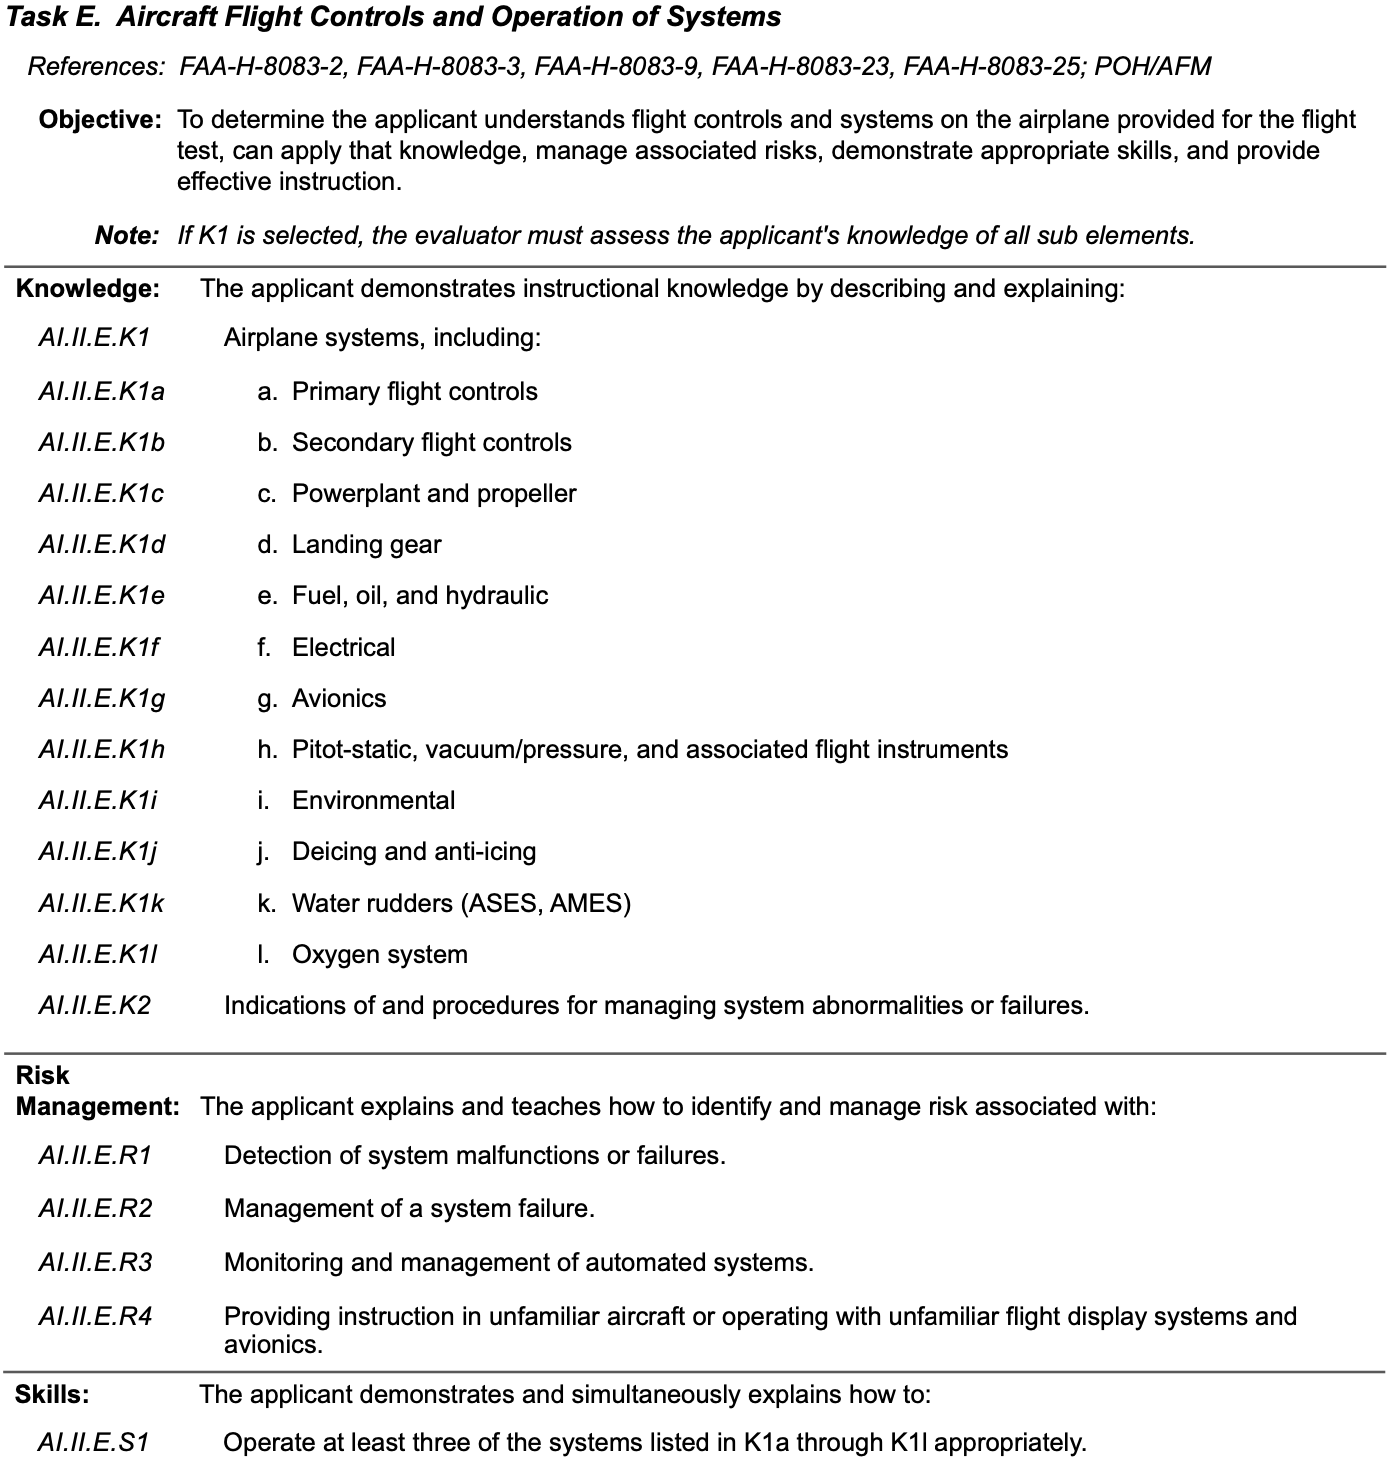 Task E. Aircraft Flight Controls and Operation of Systems
References: FAA-H-8083-2, FAA-H-8083-3, FAA-H-8083-9, FAA-H-8083-23, FAA-H-8083-25; POH/AFM
Objective: To determine the applicant understands flight controls and systems on the airplane provided for the flight
test, can apply that knowledge, manage associated risks, demonstrate appropriate skills, and provide
effective instruction.
Note: If K1 is selected, the evaluator must assess the applicant's knowledge of all sub elements.
Knowledge: The applicant demonstrates instructional knowledge by describing and explaining:
AI.II.E.K1 Airplane systems, including:
AI.II.E.K1a a. Primary flight controls
AI.II.E.K1b b. Secondary flight controls
AI.II.E.K1c c. Powerplant and propeller
AI.II.E.K1d d. Landing gear
AI.II.E.K1e e. Fuel, oil, and hydraulic
AI.II.E.K1f f. Electrical
AI.II.E.K1g g. Avionics
AI.II.E.K1h h. Pitot-static, vacuum/pressure, and associated flight instruments
AI.II.E.K1i i. Environmental
AI.II.E.K1j j. Deicing and anti-icing
AI.II.E.K1k k. Water rudders (ASES, AMES)
AI.II.E.K1l l. Oxygen system
AI.II.E.K2 Indications of and procedures for managing system abnormalities or failures.
Risk
Management: The applicant explains and teaches how to identify and manage risk associated with:
AI.II.E.R1 Detection of system malfunctions or failures.
AI.II.E.R2 Management of a system failure.
AI.II.E.R3 Monitoring and management of automated systems.
AI.II.E.R4 Providing instruction in unfamiliar aircraft or operating with unfamiliar flight display systems and
avionics.
Skills: The applicant demonstrates and simultaneously explains how to:
AI.II.E.S1 Operate at least three of the systems listed in K1a through K1l appropriately.